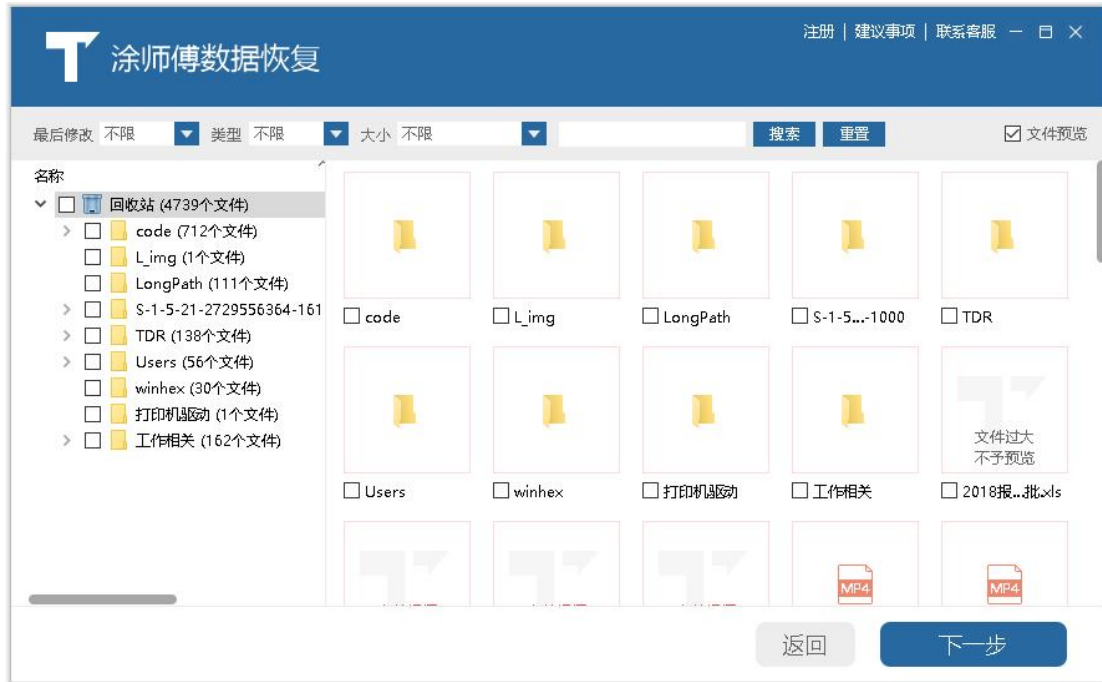 涂师傅数据恢复
注册 | 建议事项 | 联系客服
最后修改 不限 类型 不限 大小 不限 搜索 重置 文件预览
名称
回收站 (4739个文件)
code (712个文件)
L_img (1个文件)
LongPath (111个文件)
S-1-5-21-2729556364-161
TDR (138个文件)
Users (56个文件)
winhex (30个文件)
打印机驱动 (1个文件)
工作相关 (162个文件)
code L_img LongPath S-1-5...-1000 TDR
文件过大
不予预览
Users winhex 打印机驱动 工作相关 2018报...批.xls
MP4 MP4
返回 下一步